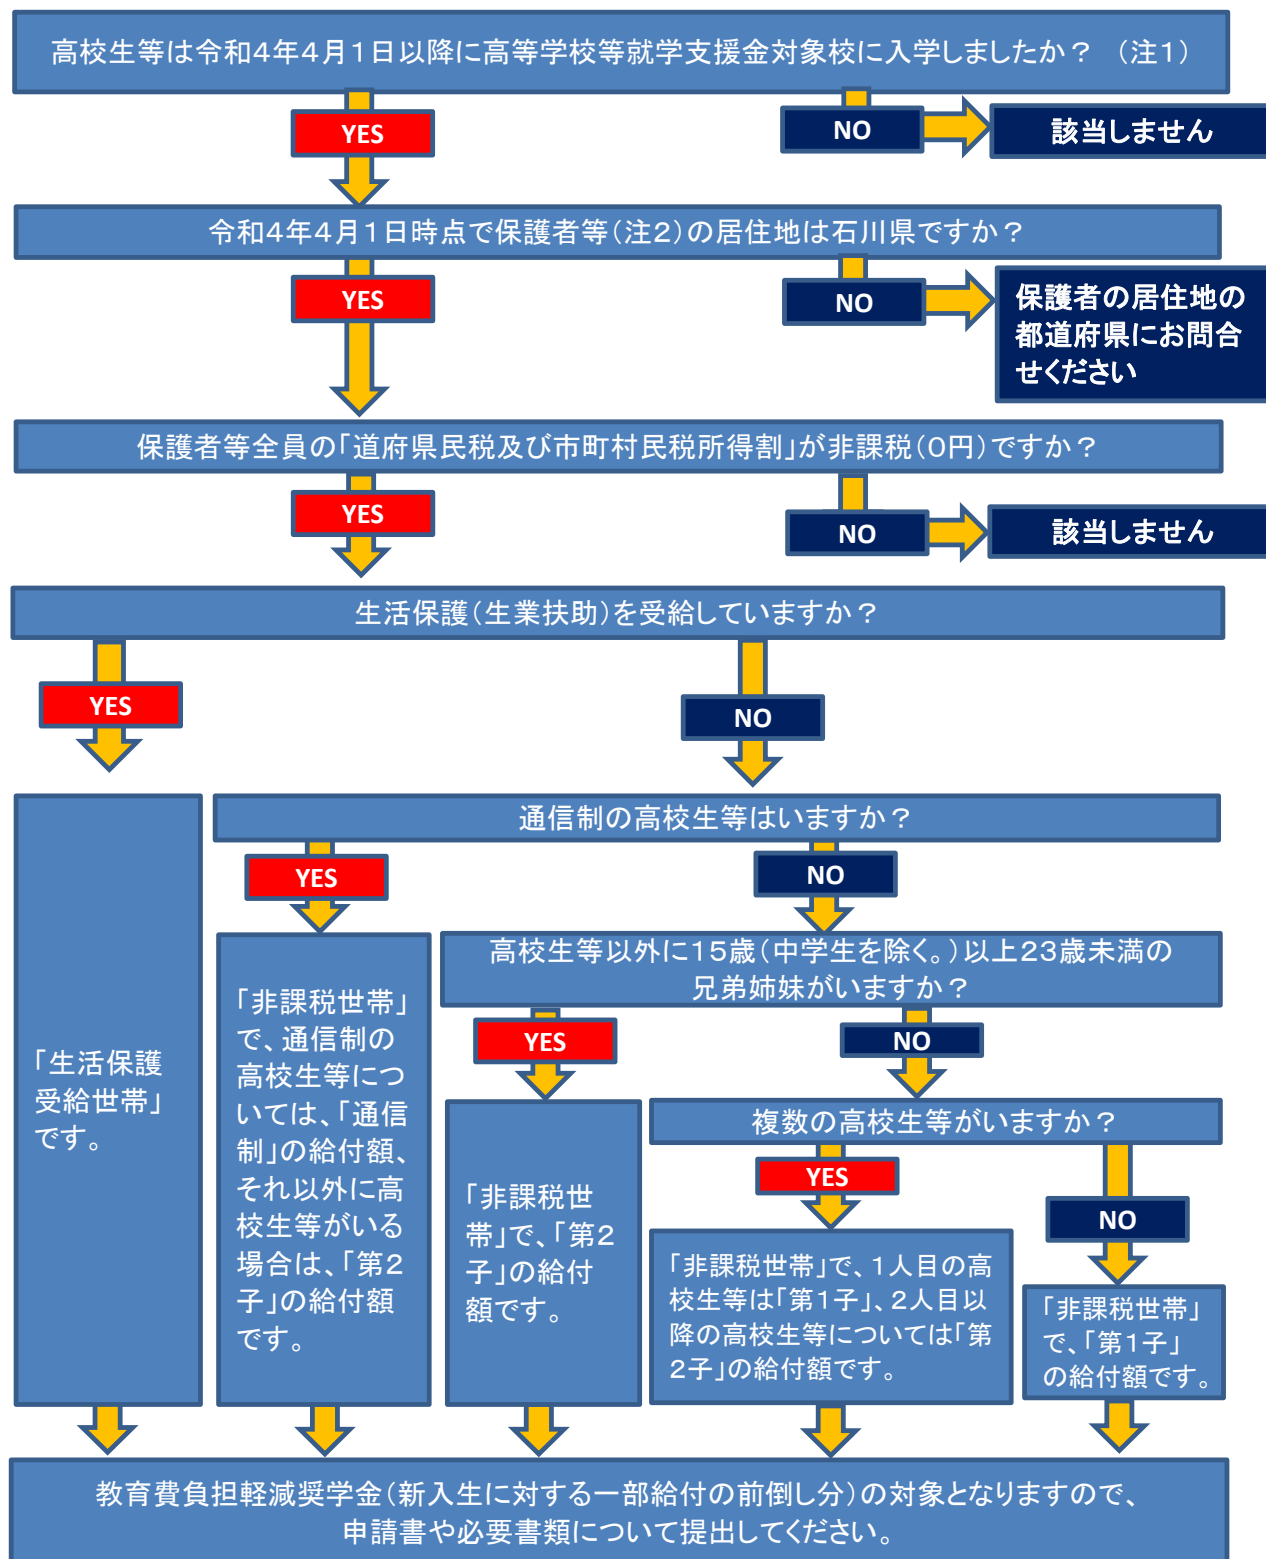 高校生等は令和４年４月１日以降に高等学校等就学支援金対象校に入学しましたか？　（注１）
YES
NO
該当しません
令和４年４月１日時点で保護者等（注２）の居住地は石川県ですか？
YES
NO
保護者の居住地の
都道府県にお問合
せください
保護者等全員の「道府県民税及び市町村民税所得割」が非課税（０円）ですか？
YES
NO
該当しません
生活保護（生業扶助）を受給していますか？
YES
NO
通信制の高校生等はいますか？
YES
NO
高校生等以外に１５歳（中学生を除く。）以上２３歳未満の
兄弟姉妹がいますか？
YES
NO
複数の高校生等がいますか？
YES
NO
「生活保護
受給世帯」
です。
「非課税世帯」
で、通信制の
高校生等につ
いては、「通信
制」の給付額、
それ以外に高
校生等がいる
場合は、「第２
子」の給付額
です。
「非課税世
帯」で、「第２
子」の給付
額です。
「非課税世帯」で、１人目の高
校生等は「第１子」、２人目以
降の高校生等については「第
２子」の給付額です。
「非課税世帯」
で、「第１子」
の給付額です。
教育費負担軽減奨学金（新入生に対する一部給付の前倒し分）の対象となりますので、
申請書や必要書類について提出してください。